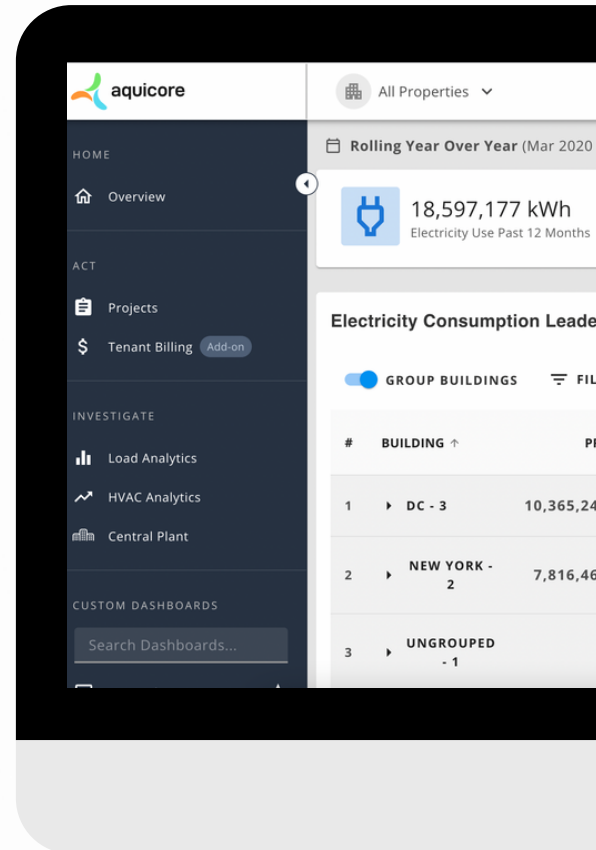 aquicore
All Properties
HOME
Rolling Year Over Year (Mar 2020
Overview
18,597,177 kWh
Electricity Use Past 12 Months
ACT
Projects
Tenant Billing Add-on
Electricity Consumption Leade
GROUP BUILDINGS FIL
INVESTIGATE
# BUILDING ↑ PR
Load Analytics
HVAC Analytics
1 DC - 3 10,365,24
Central Plant
NEW YORK -
2 7,816,46
2
CUSTOM DASHBOARDS
Search Dashboards...
UNGROUPED
3
- 1